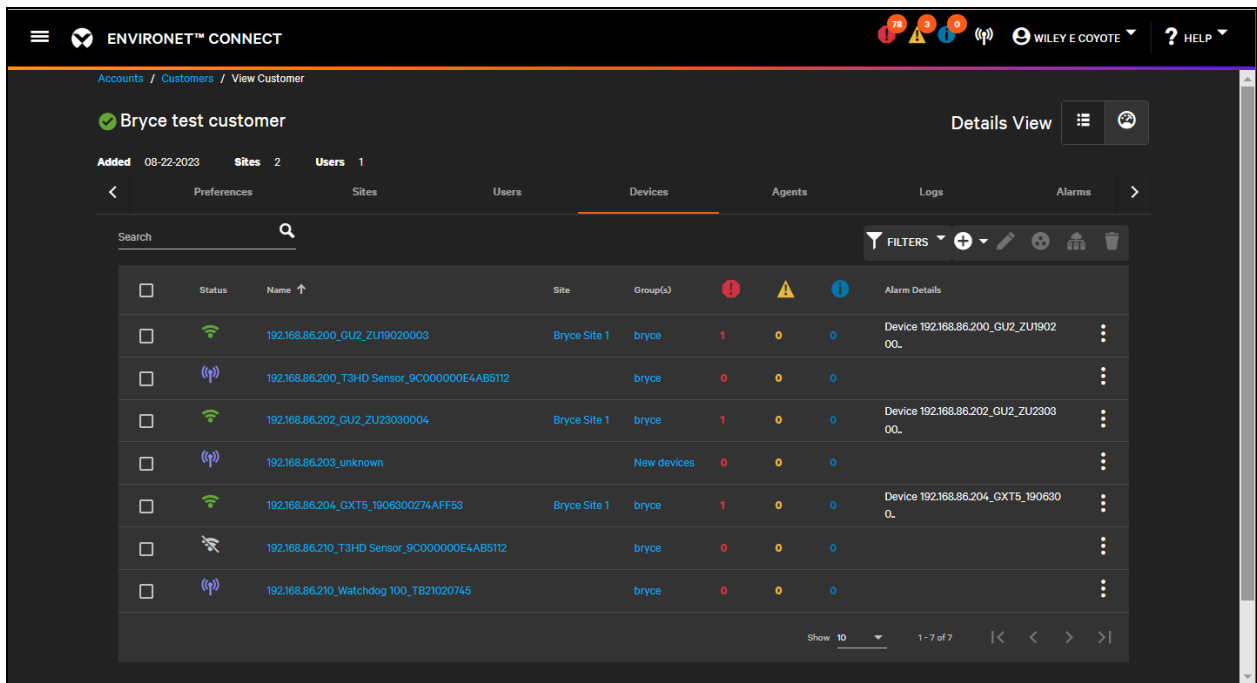 78 3 0
ENVIRONET™ CONNECT WILEY E COYOTE ? HELP
Accounts / Customers / View Customer
Bryce test customer Details View
Added 08-22-2023 Sites 2 Users 1
Preferences Sites Users Devices Agents Logs Alarms
Search FILTERS
Status Name Site Group(s) Alarm Details
192.168.86.200_GU2_ZU19020003 Bryce Site 1 bryce 1 0 0 Device 192.168.86.200_GU2_ZU1902
00..
192.168.86.200_T3HD Sensor_9C000000E4AB5112 bryce 0 0 0
192.168.86.202_GU2_ZU23030004 Bryce Site 1 bryce 1 0 0 Device 192.168.86.202_GU2_ZU2303
00..
192.168.86.203_unknown New devices 0 0 0
192.168.86.204_GXT5_1906300274AFF53 Bryce Site 1 bryce 1 0 0 Device 192.168.86.204_GXT5_190630
0..
192.168.86.210_T3HD Sensor_9C000000E4AB5112 bryce 0 0 0
192.168.86.210_Watchdog 100_TB21020745 bryce 0 0 0
Show 10 1 - 7 of 7